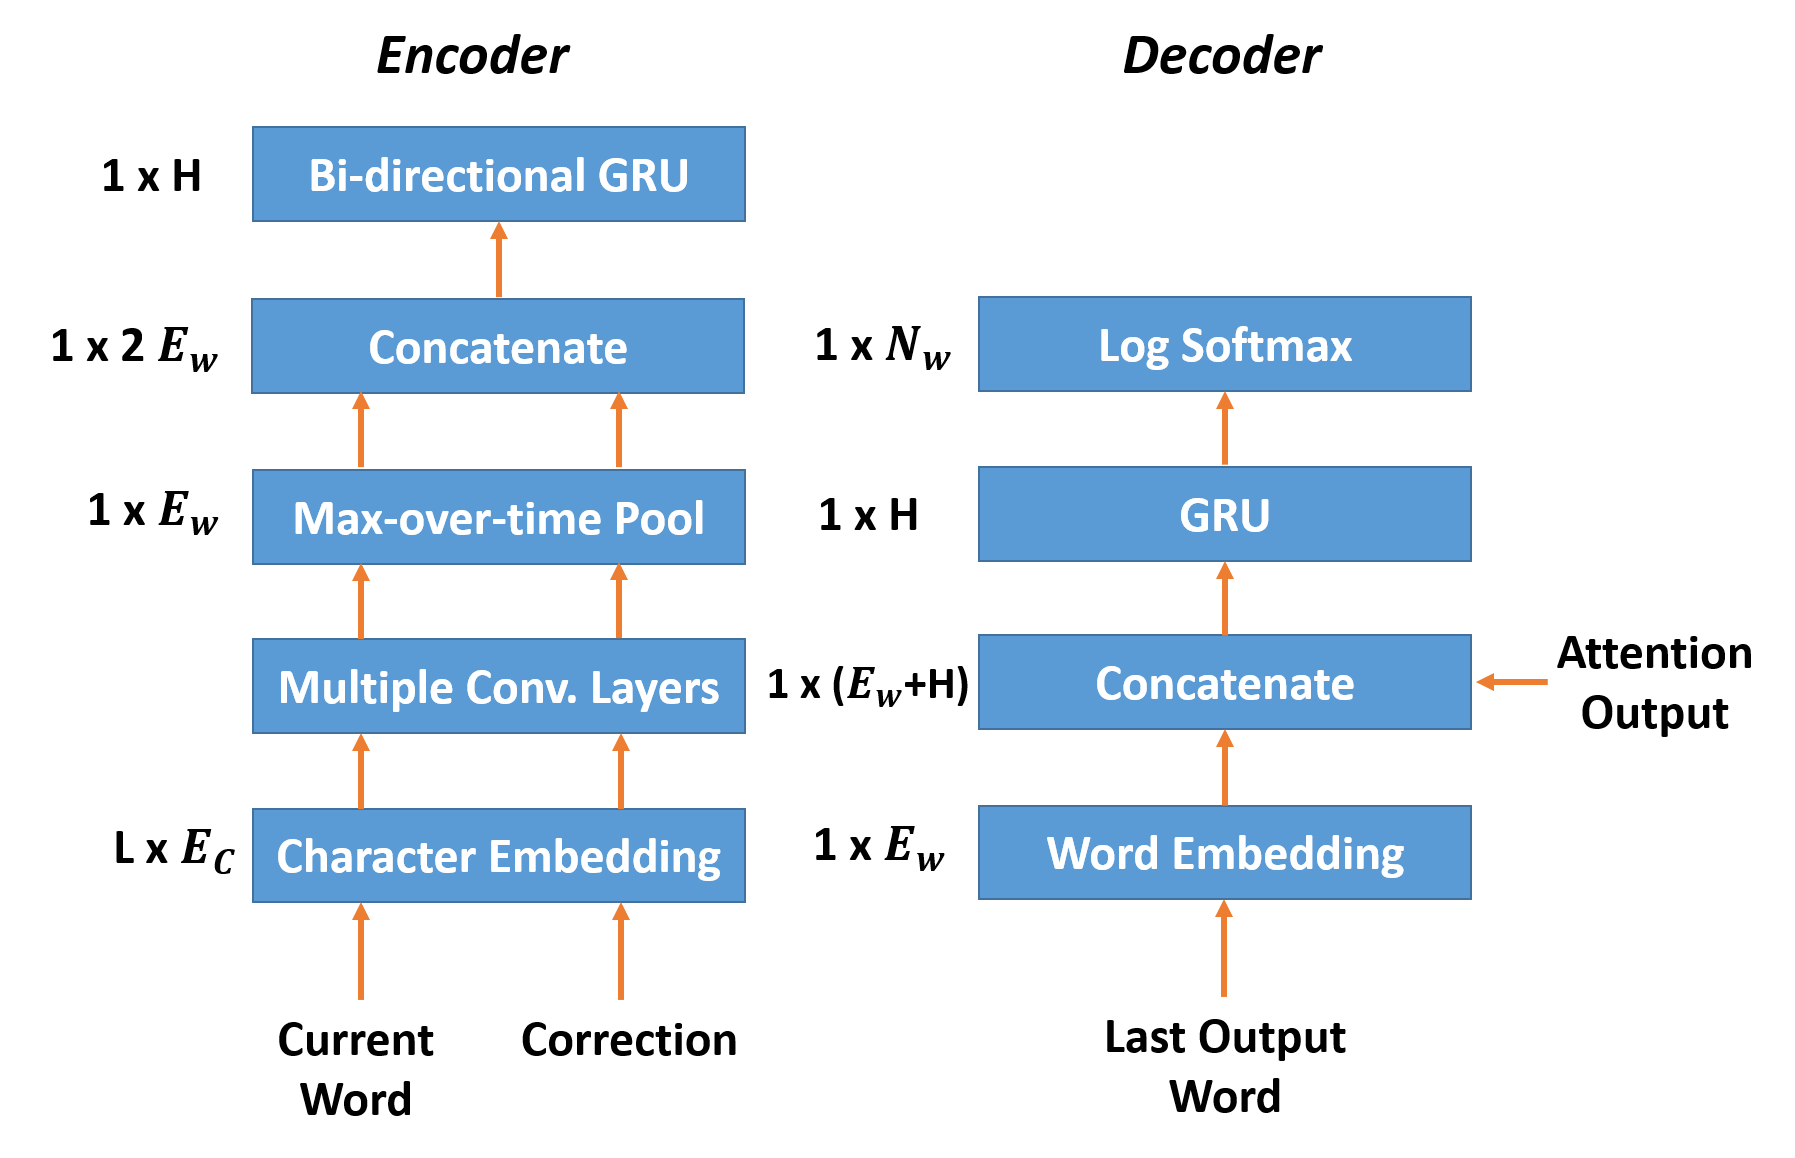 Encoder
1 x H
Bi-directional GRU
1 x 2 E_w
Concatenate
1 x E_w
Max-over-time Pool
Multiple Conv. Layers
L x E_C
Character Embedding
Current
Word
Correction
Decoder
1 x N_w
Log Softmax
1 x H
GRU
1 x (E_w+H)
Concatenate
Attention
Output
1 x E_w
Word Embedding
Last Output
Word